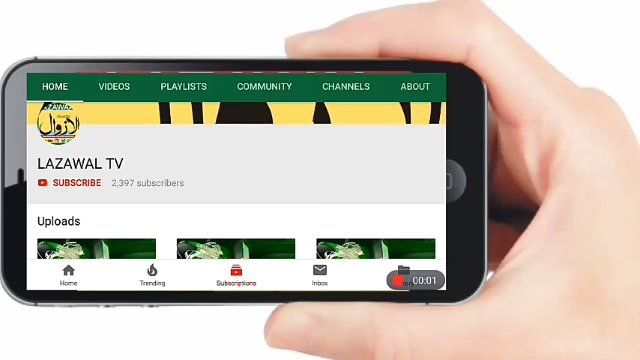 HOME VIDEOS PLAYLISTS COMMUNITY CHANNELS ABOUT
لازوال
LAZAWAL TV
SUBSCRIBE 2,397 subscribers
Uploads
Home Trending Subscriptions Inbox
00:01